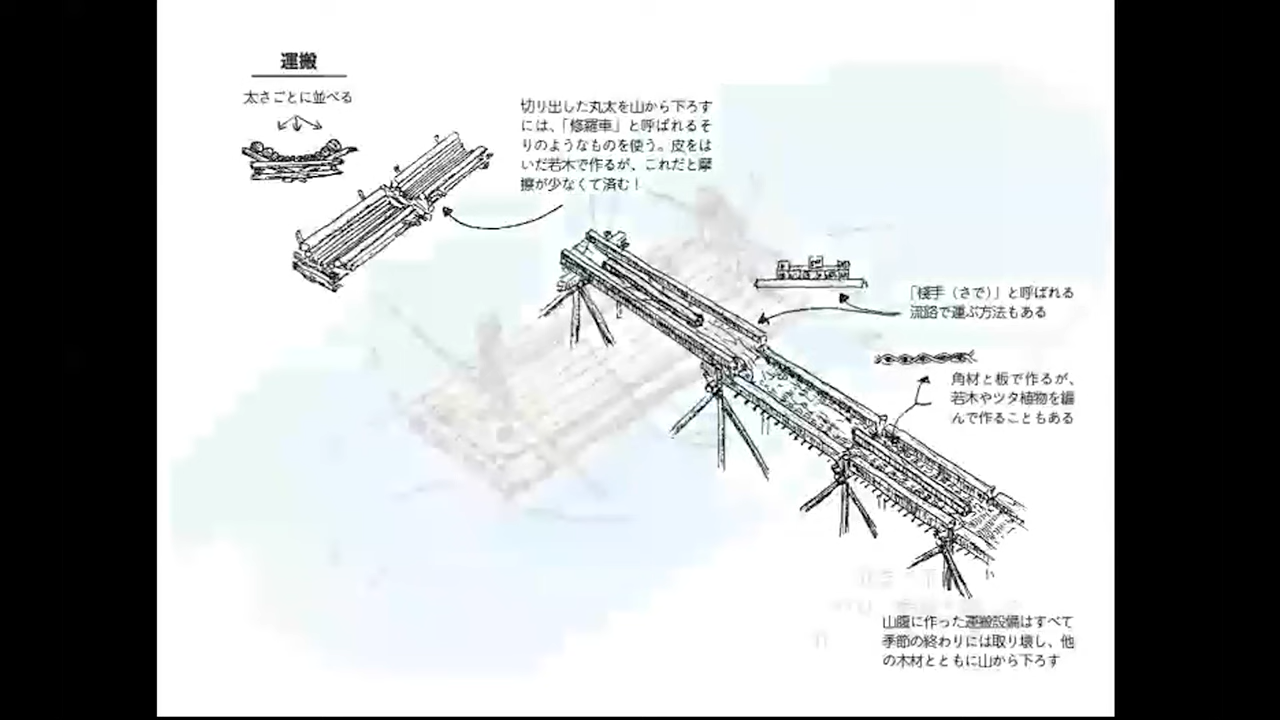 運搬
太さごとに並べる
切り出した丸太を山から下ろす
には、「修羅車」と呼ばれるそ
りのようなものを使う。皮をは
いだ若木で作るが、これだと摩
擦が少なくて済む！
「棧手（さで）」と呼ばれる
流路で運ぶ方法もある
角材と板で作るが、
若木やツタ植物を編
んで作ることもある
山腹に作った運搬設備はすべて
季節の終わりには取り壊し、他
の木材とともに山から下ろす